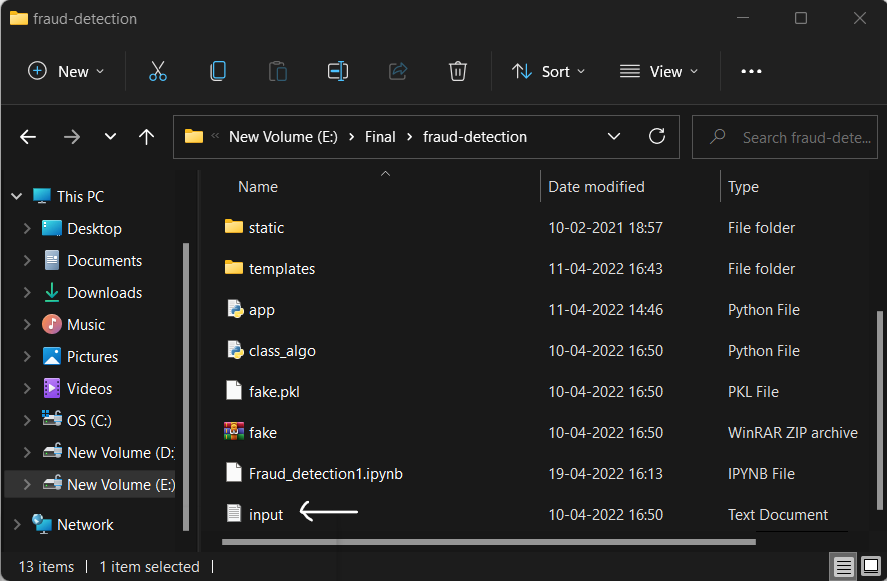 fraud-detection
New Sort View
New Volume (E:) Final fraud-detection Search fraud-dete...
Name Date modified Type
This PC
Desktop
Documents
Downloads
Music
Pictures
Videos
OS (C:)
New Volume (D:
New Volume (E:)
Network
static 10-02-2021 18:57 File folder
templates 11-04-2022 16:43 File folder
app 11-04-2022 14:46 Python File
class_algo 10-04-2022 16:50 Python File
fake.pkl 10-04-2022 16:50 PKL File
fake 10-04-2022 16:50 WinRAR ZIP archive
Fraud_detection1.ipynb 19-04-2022 16:13 IPYNB File
input 10-04-2022 16:50 Text Document
13 items 1 item selected